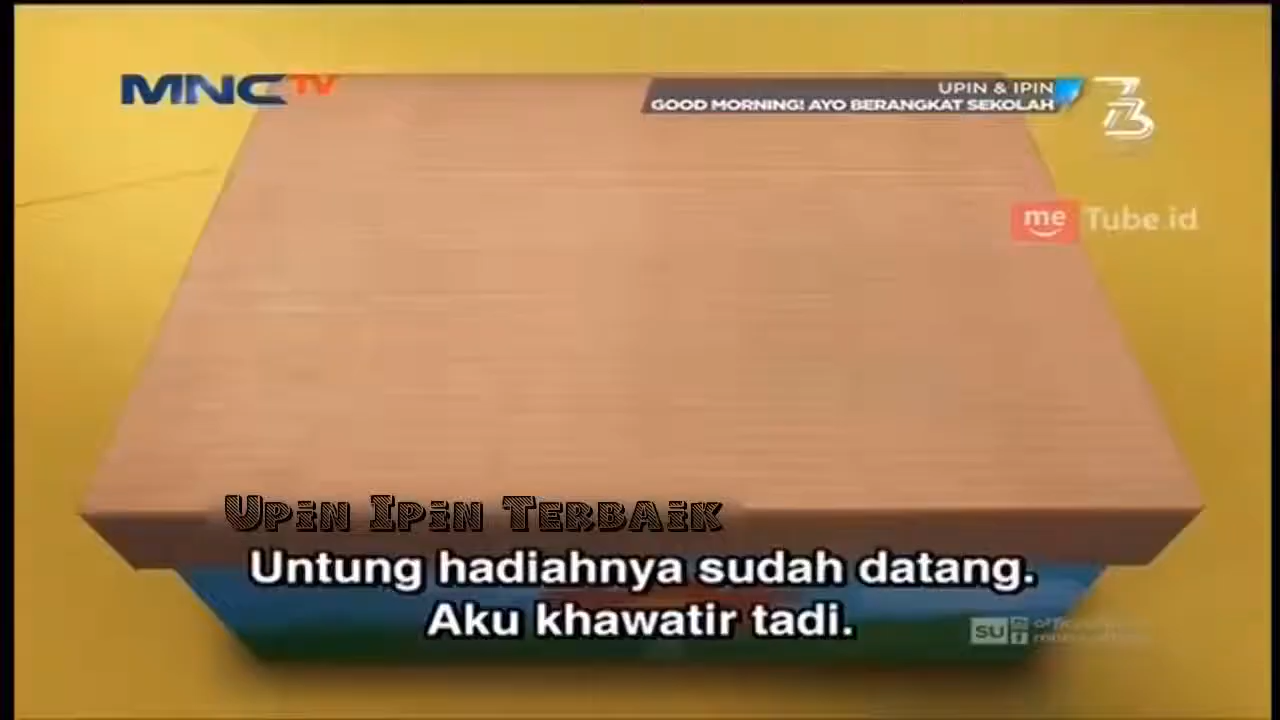 MNCTV
UPIN & IPIN
GOOD MORNING! AYO BERANGKAT SEKOLAH
me Tube.id
UPIN IPIN TERBAIK
Untung hadiahnya sudah datang.
Aku khawatir tadi.
SU